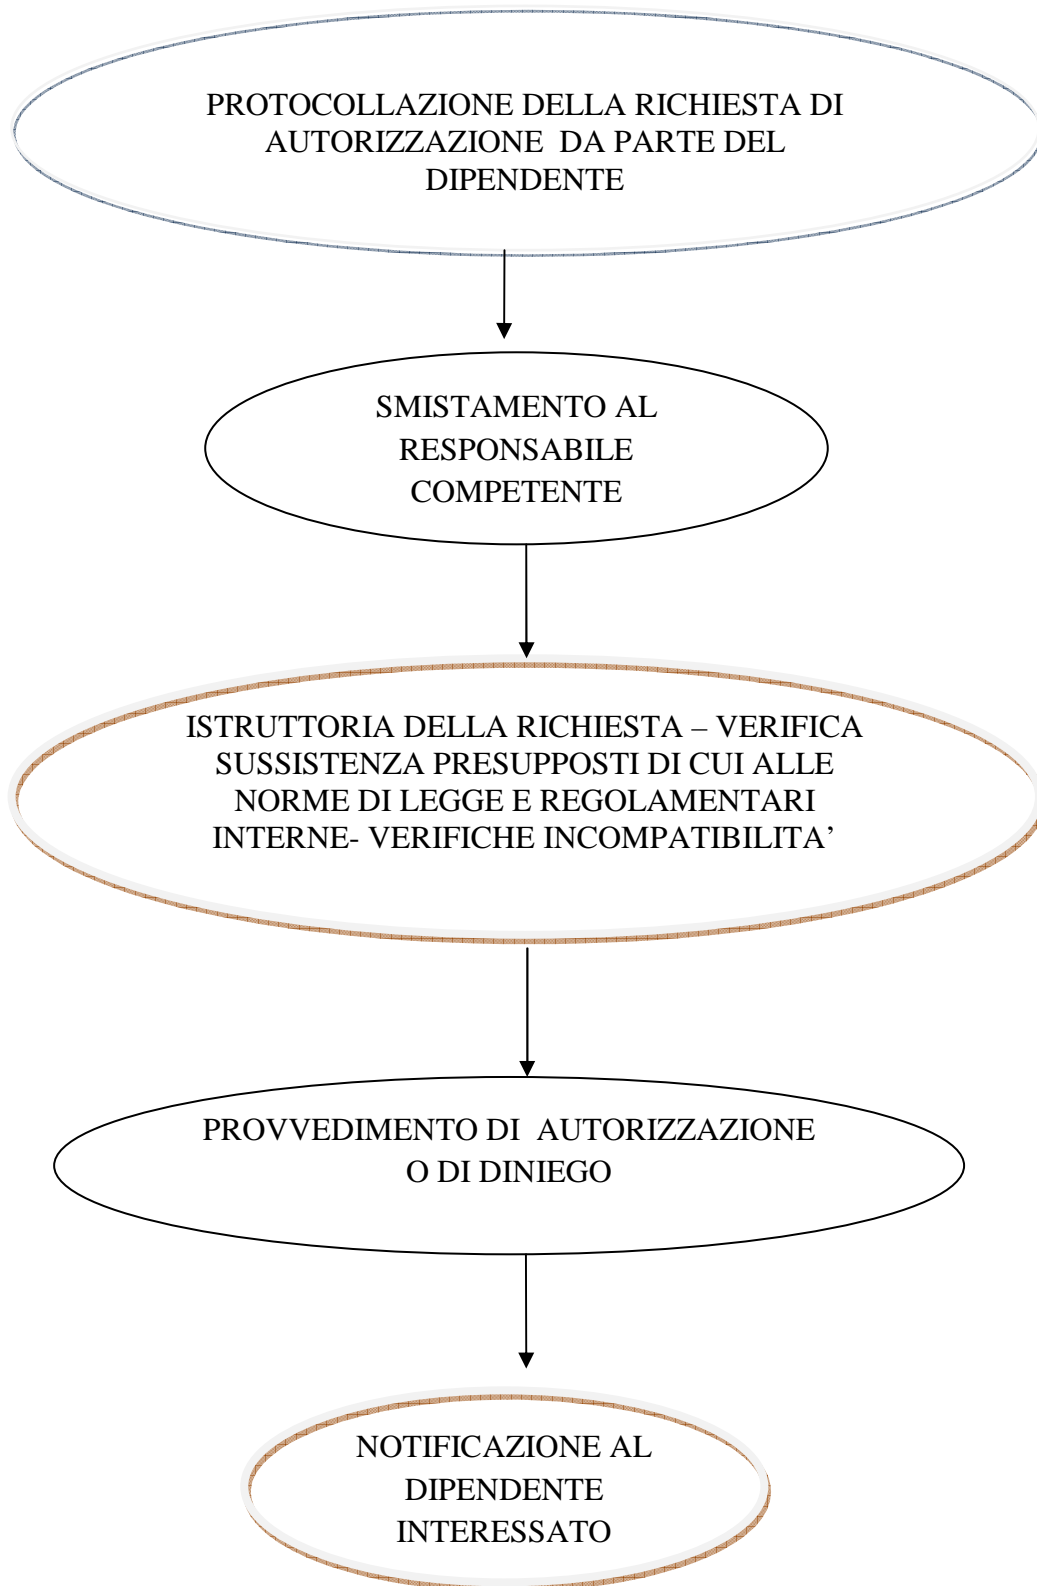 PROTOCOLLAZIONE DELLA RICHIESTA DI
AUTORIZZAZIONE DA PARTE DEL
DIPENDENTE
SMISTAMENTO AL
RESPONSABILE
COMPETENTE
ISTRUTTORIA DELLA RICHIESTA – VERIFICA
SUSSISTENZA PRESUPPOSTI DI CUI ALLE
NORME DI LEGGE E REGOLAMENTARI
INTERNE- VERIFICHE INCOMPATIBILITA’
PROVVEDIMENTO DI AUTORIZZAZIONE
O DI DINIEGO
NOTIFICAZIONE AL
DIPENDENTE
INTERESSATO